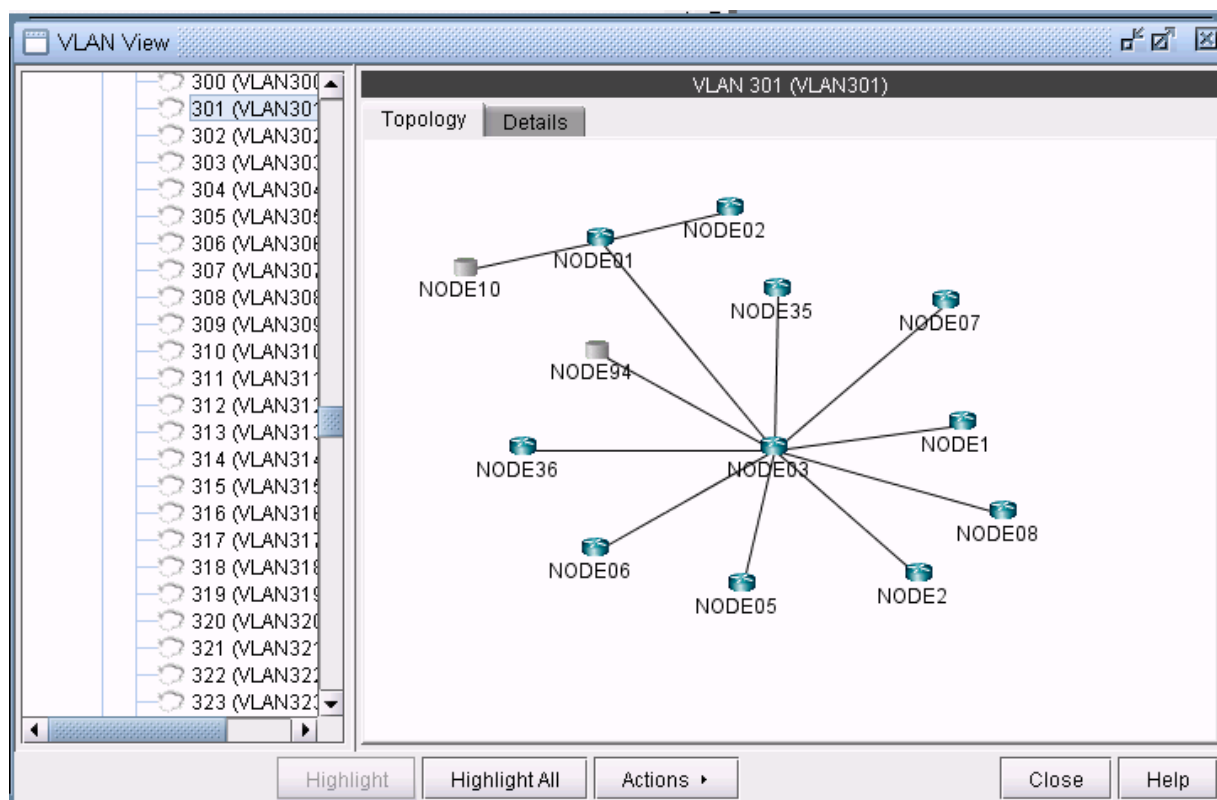 VLAN View
300 (VLAN300
301 (VLAN301
302 (VLAN302
303 (VLAN303
304 (VLAN304
305 (VLAN305
306 (VLAN306
307 (VLAN307
308 (VLAN308
309 (VLAN309
310 (VLAN310
311 (VLAN311
312 (VLAN312
313 (VLAN313
314 (VLAN314
315 (VLAN315
316 (VLAN316
317 (VLAN317
318 (VLAN318
319 (VLAN319
320 (VLAN320
321 (VLAN321
322 (VLAN322
323 (VLAN323
VLAN 301 (VLAN301)
Topology Details
NODE02
NODE01
NODE10
NODE35
NODE07
NODE94
NODE1
NODE36 NODE03
NODE08
NODE06
NODE2
NODE05
Highlight Highlight All Actions Close Help